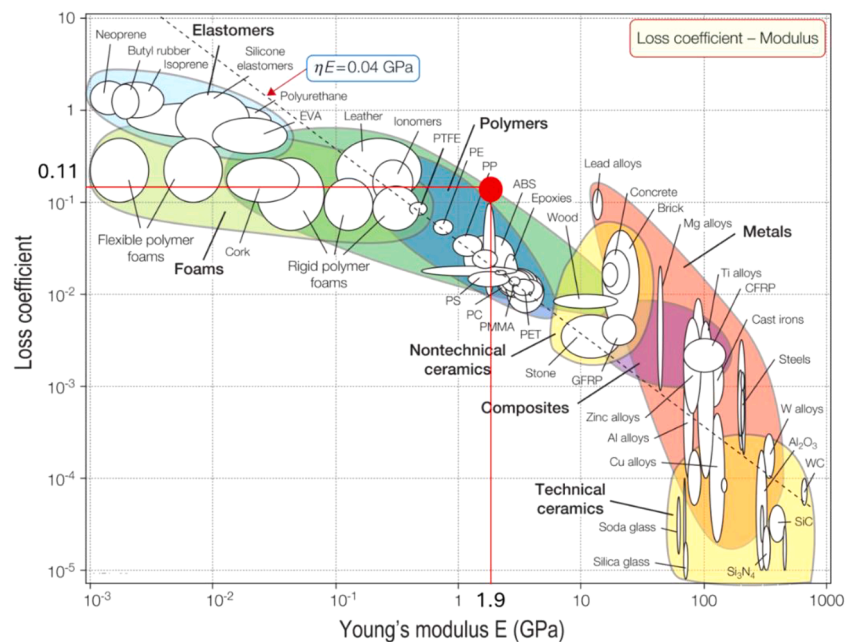 Loss coefficient – Modulus
ηE=0.04 GPa
10
1
0.11
10⁻¹
10⁻²
10⁻³
10⁻⁴
10⁻⁵
Loss coefficient
Neoprene
Butyl rubber
Isoprene
Elastomers
Silicone
elastomers
Polyurethane
EVA
Leather
Ionomers
PTFE
PE
PP
Polymers
ABS
Epoxies
Wood
Lead alloys
Concrete
Brick
Mg alloys
Metals
Ti alloys
CFRP
Cast irons
Steels
W alloys
Al₂O₃
WC
SiC
Si₃N₄
Flexible polymer
foams
Foams
Cork
Rigid polymer
foams
PS
PC
PMMA
PET
Nontechnical
ceramics
Stone
GFRP
Composites
Zinc alloys
Al alloys
Cu alloys
Technical
ceramics
Soda glass
Silica glass
10⁻³
10⁻²
10⁻¹
1
1.9
10
100
1000
Young's modulus E (GPa)